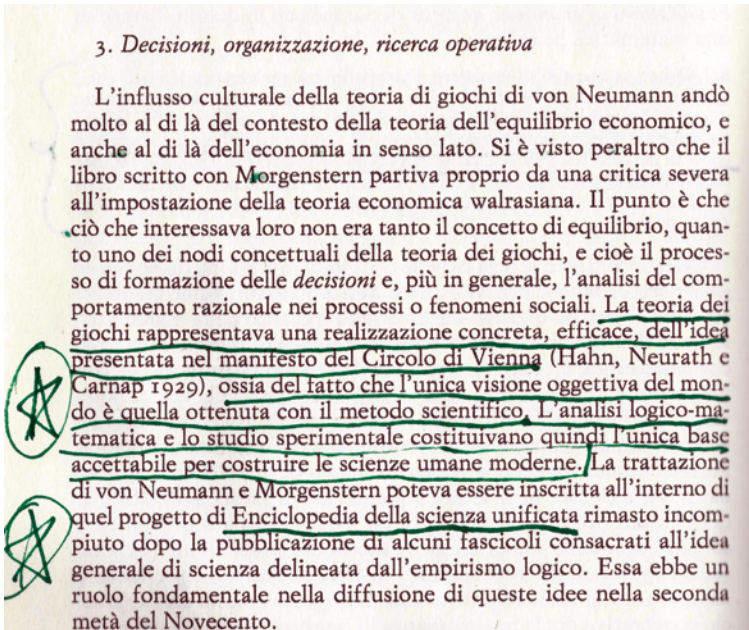 3. Decisioni, organizzazione, ricerca operativa
L'influsso culturale della teoria di giochi di von Neumann andò
molto al di là del contesto della teoria dell'equilibrio economico, e
anche al di là dell'economia in senso lato. Si è visto peraltro che il
libro scritto con Morgenstern partiva proprio da una critica severa
all'impostazione della teoria economica walrasiana. Il punto è che
ciò che interessava loro non era tanto il concetto di equilibrio, quan-
to uno dei nodi concettuali della teoria dei giochi, e cioè il proces-
so di formazione delle decisioni e, più in generale, l'analisi del com-
portamento razionale nei processi o fenomeni sociali. La teoria dei
giochi rappresentava una realizzazione concreta, efficace, dell'idea
presentata nel manifesto del Circolo di Vienna (Hahn, Neurath e
Carnap 1929), ossia del fatto che l'unica visione oggettiva del mon-
do è quella ottenuta con il metodo scientifico. L'analisi logico-ma-
tematica e lo studio sperimentale costituivano quindi l'unica base
accettabile per costruire le scienze umane moderne. La trattazione
di von Neumann e Morgenstern poteva essere inscritta all'interno di
quel progetto di Enciclopedia della scienza unificata rimasto incom-
piuto dopo la pubblicazione di alcuni fascicoli consacrati all'idea
generale di scienza delineata dall'empirismo logico. Essa ebbe un
ruolo fondamentale nella diffusione di queste idee nella seconda
metà del Novecento.